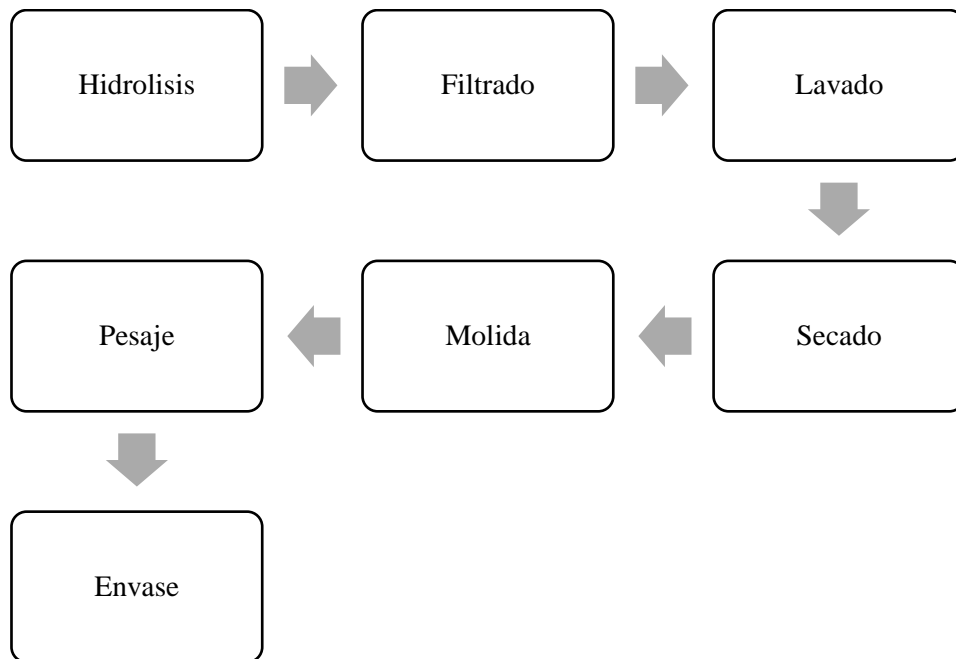 Hidrolisis
Filtrado
Lavado
Secado
Molida
Pesaje
Envase